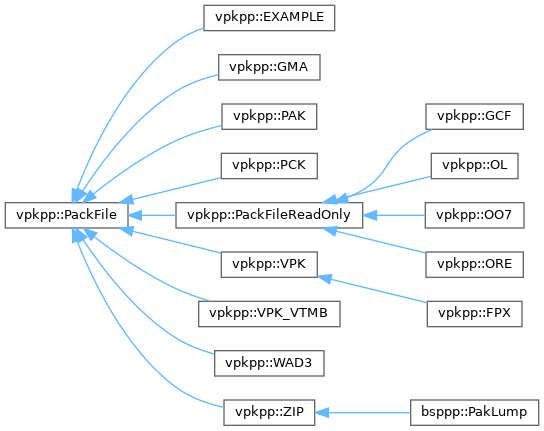 vpkpp::EXAMPLE
vpkpp::GMA
vpkpp::PAK
vpkpp::GCF
vpkpp::PCK
vpkpp::OL
vpkpp::PackFile
vpkpp::PackFileReadOnly
vpkpp::OO7
vpkpp::VPK
vpkpp::ORE
vpkpp::VPK_VTMB
vpkpp::FPX
vpkpp::WAD3
vpkpp::ZIP
bsppp::PakLump